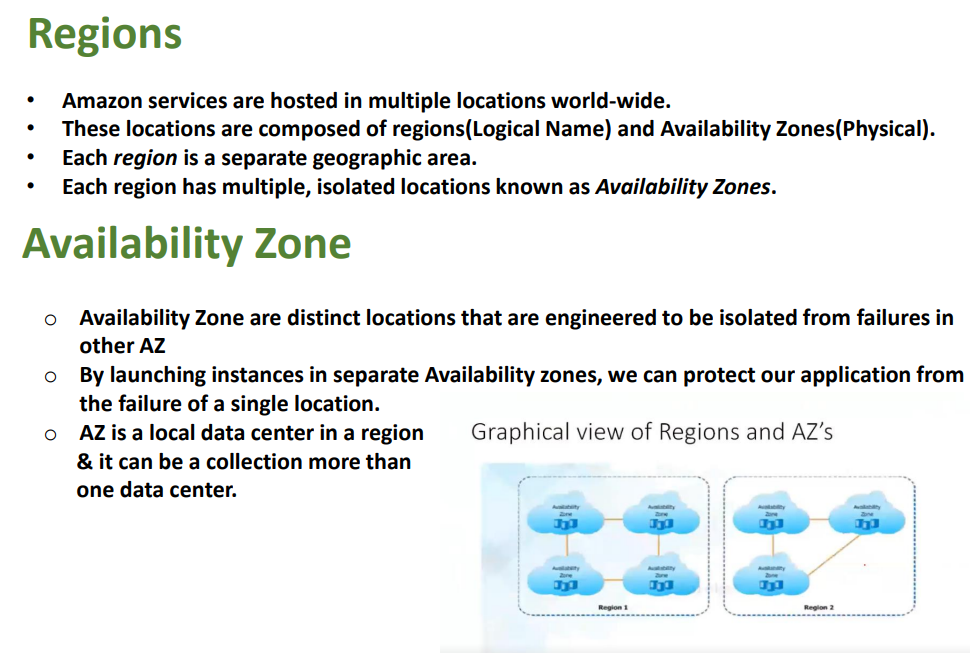 Regions
• Amazon services are hosted in multiple locations world-wide.
• These locations are composed of regions(Logical Name) and Availability Zones(Physical).
• Each region is a separate geographic area.
• Each region has multiple, isolated locations known as Availability Zones.
Availability Zone
o Availability Zone are distinct locations that are engineered to be isolated from failures in
other AZ
o By launching instances in separate Availability zones, we can protect our application from
the failure of a single location.
o AZ is a local data center in a region
& it can be a collection more than
one data center.
Graphical view of Regions and AZ's
Availability
Zone
Availability
Zone
Availability
Zone
Availability
Zone
Region 1
Availability
Zone
Availability
Zone
Availability
Zone
Region 2